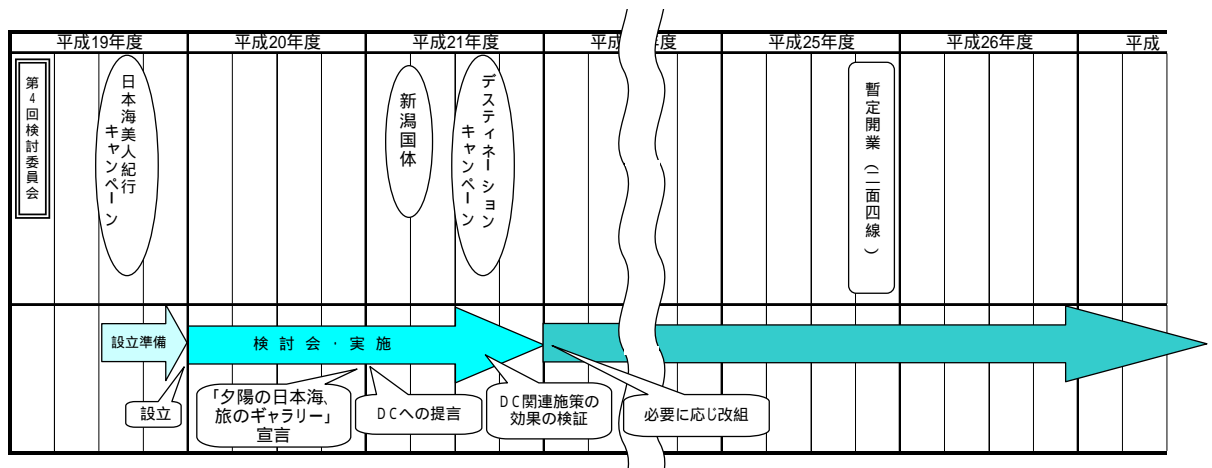 平成19年度
平成20年度
平成21年度
平成
度
平成25年度
平成26年度
平成
第4回検討委員会
日本海美人紀行
キャンペーン
新潟国体
デスティネーション
キャンペーン
暫定開業（二面四線）
設立準備
検討会・実施
設立
「夕陽の日本海、
旅のギャラリー」
宣言
DCへの提言
DC関連施策の
効果の検証
必要に応じ改組